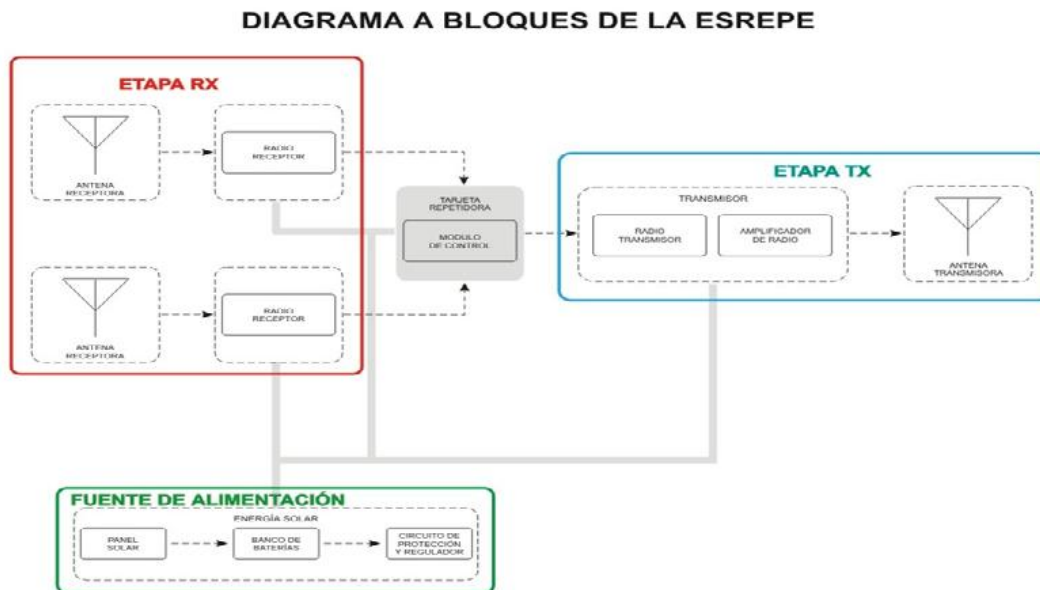 DIAGRAMA A BLOQUES DE LA ESREPE
ETAPA RX
ANTENA
RECEPTORA
RADIO
RECEPTOR
ANTENA
RECEPTORA
RADIO
RECEPTOR
TARJETA
REPETIDORA
MODULO
DE CONTROL
ETAPA TX
TRANSMISOR
RADIO
TRANSMISOR
AMPLIFICADOR
DE RADIO
ANTENA
TRANSMISORA
FUENTE DE ALIMENTACIÓN
ENERGÍA SOLAR
PANEL
SOLAR
BANCO DE
BATERÍAS
CIRCUITO DE
PROTECCIÓN
Y REGULADOR